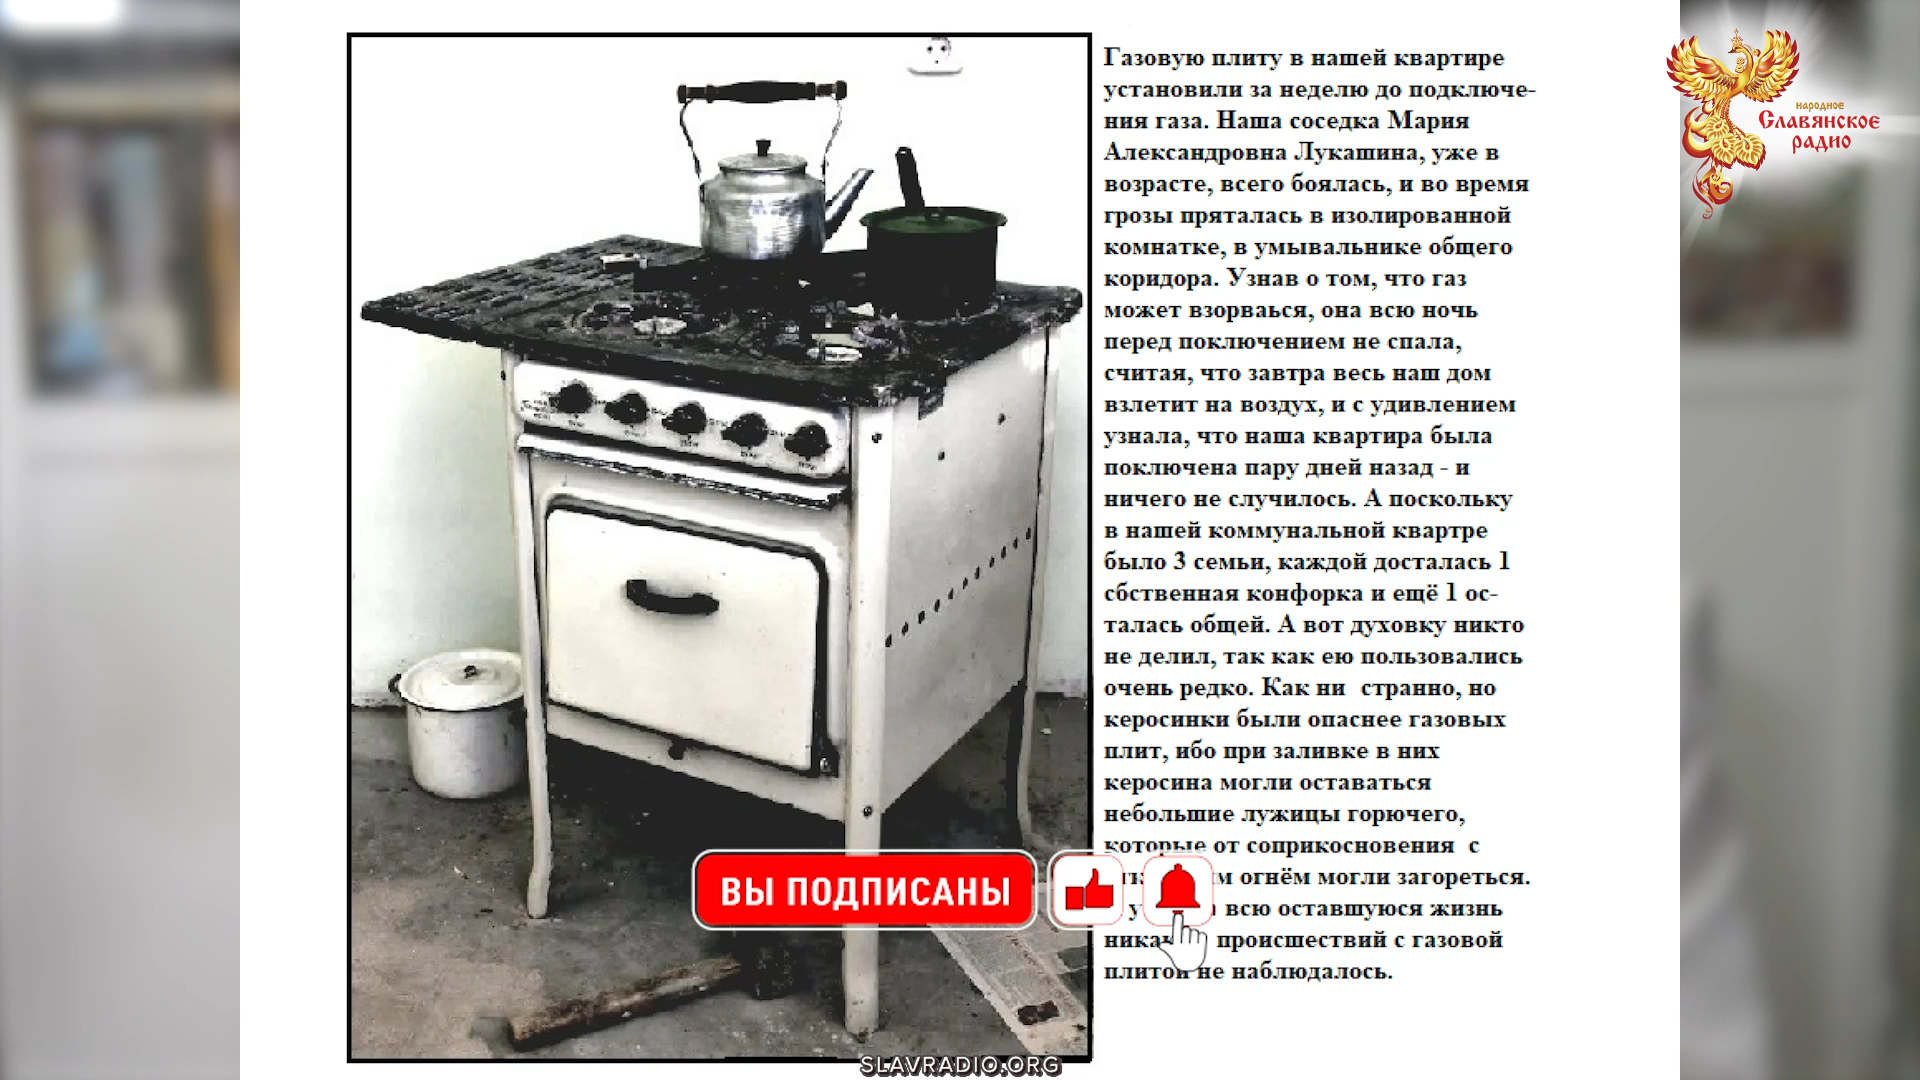 Газовую плиту в нашей квартире
установили за неделю до подключе-
ния газа. Наша соседка Мария
Александровна Лукашина, уже в
возрасте, всего боялась, и во время
грозы пряталась в изолированной
комнатке, в умывальнике общего
коридора. Узнав о том, что газ
может взорваься, она всю ночь
перед поключением не спала,
считая, что завтра весь наш дом
взлетит на воздух, и с удивлением
узнала, что наша квартира была
поключена пару дней назад - и
ничего не случилось. А поскольку
в нашей коммунальной квартре
было 3 семьи, каждой досталась 1
сбственная конфорка и ещё 1 ос-
талась общей. А вот духовку никто
не делил, так как ею пользовались
очень редко. Как ни странно, но
керосинки были опаснее газовых
плит, ибо при заливке в них
керосина могли оставаться
небольшие лужицы горючего,
которые от соприкосновения с
огнём могли загореться.
всю оставшуюся жизнь
происшествий с газовой
плитой не наблюдалось.
ВЫ ПОДПИСАНЫ
народное
Славянское
радио
SLAVRADIO.ORG